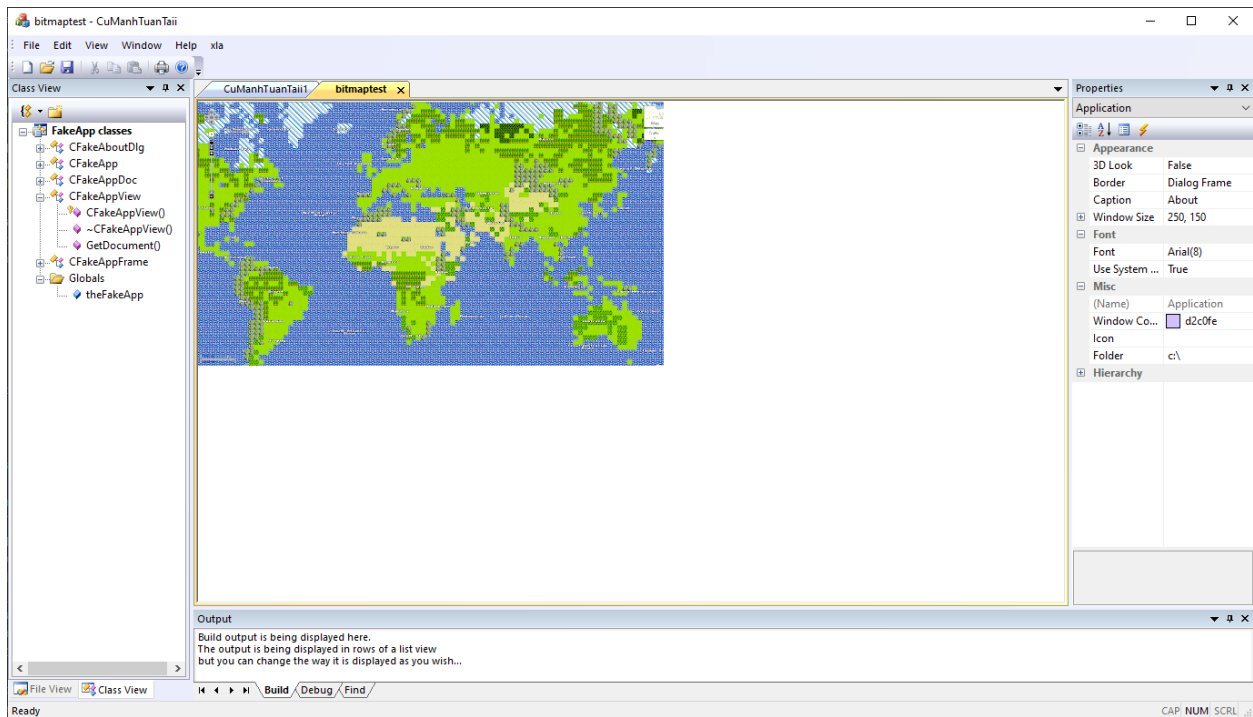 bitmaptest - CuManhTuanTaii
File Edit View Window Help xla
Class View
FakeApp classes
CFakeAboutDlg
CFakeApp
CFakeAppDoc
CFakeAppView
CFakeAppView()
~CFakeAppView()
GetDocument()
CFakeAppFrame
Globals
theFakeApp
File View Class View
CuManhTuanTaii1 bitmaptest
Output
Build output is being displayed here.
The output is being displayed in rows of a list view
but you can change the way it is displayed as you wish...
Build Debug Find
Properties
Application
Appearance
3D Look False
Border Dialog Frame
Caption About
Window Size 250, 150
Font
Font Arial(8)
Use System ... True
Misc
(Name) Application
Window Co... d2c0fe
Icon
Folder c:\
Hierarchy
Ready
CAP NUM SCRL